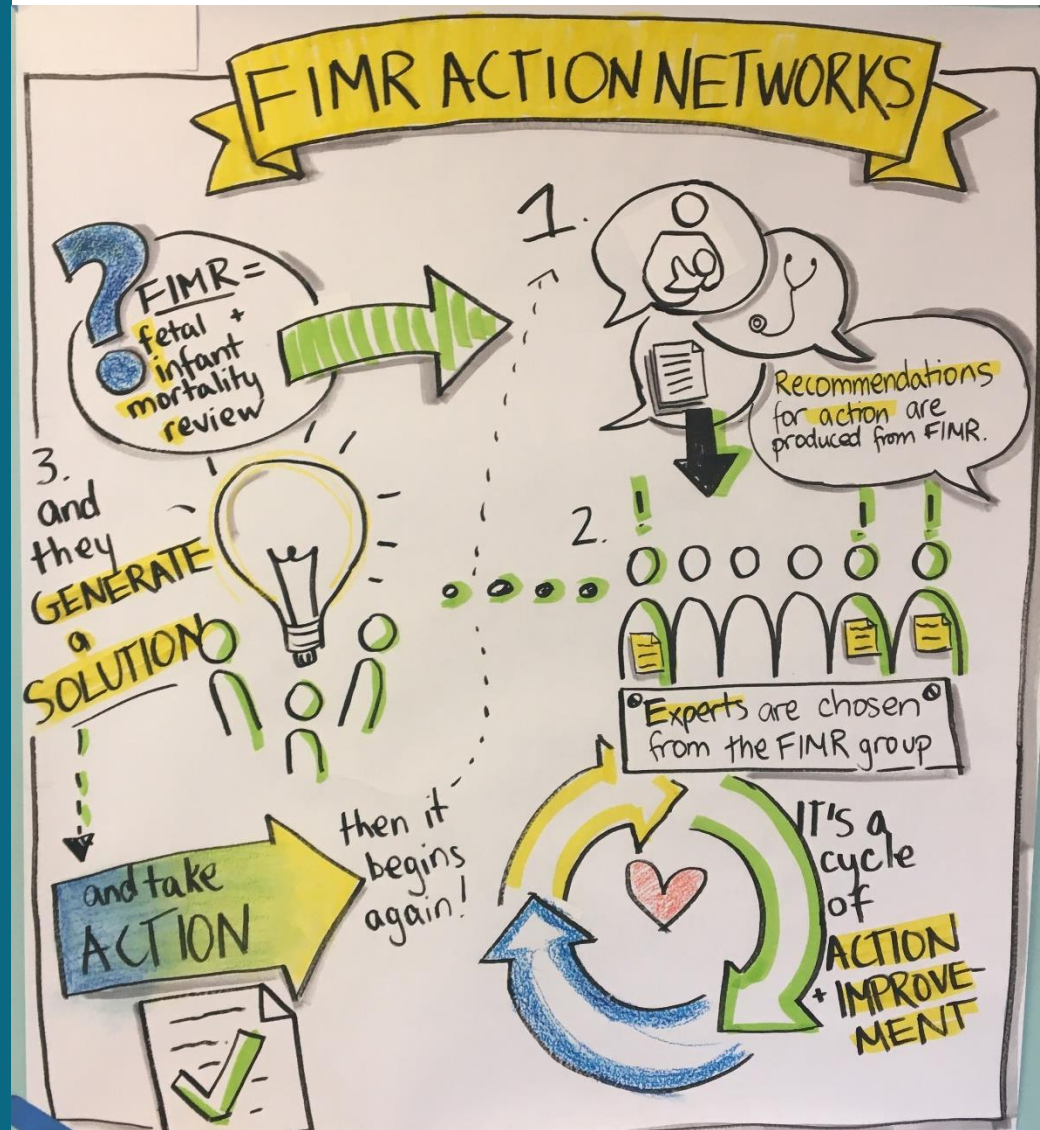 FIMR ACTION NETWORKS
FIMR =
fetal +
infant
mortality
review
1.
Recommendations
for action are
produced from FIMR.
2.
Experts are chosen
from the FIMR group
3.
and
they
GENERATE
a
SOLUTION
and take
ACTION
then it
begins
again!
IT'S a
cycle
of
ACTION
+ IMPROVE-
MENT